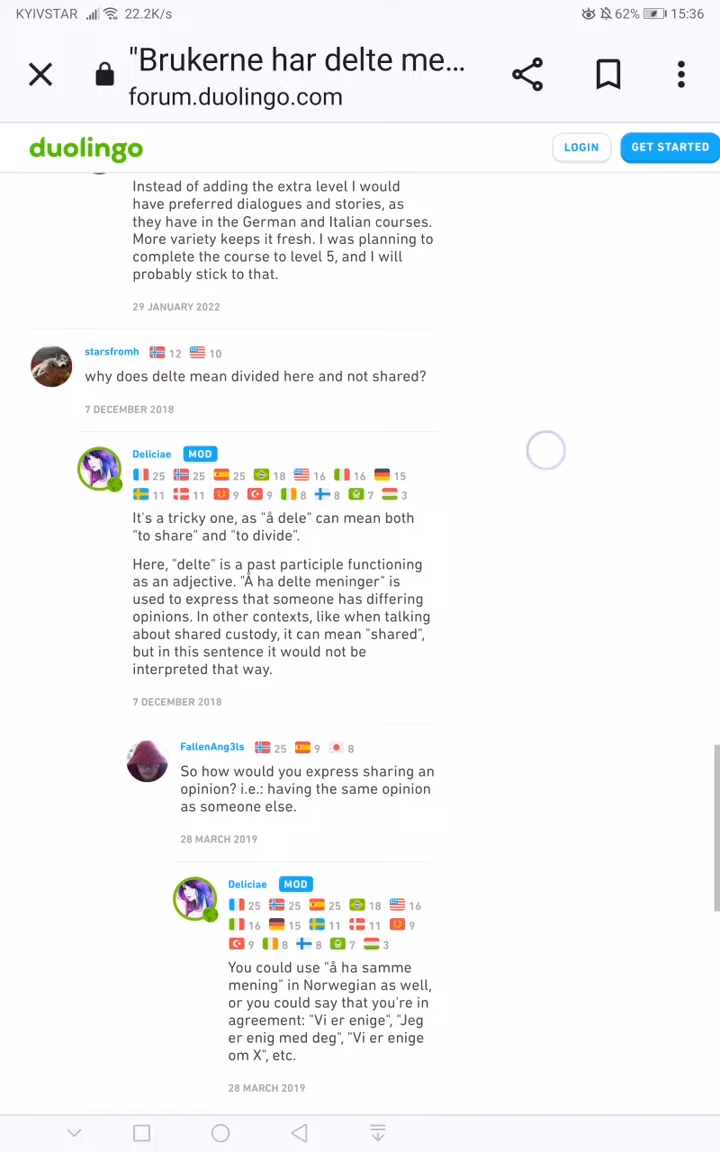 KYIVSTAR 22.2K/s 62% 15:36
"Brukerne har delte me...
forum.duolingo.com
duolingo LOGIN GET STARTED
Instead of adding the extra level I would
have preferred dialogues and stories, as
they have in the German and Italian courses.
More variety keeps it fresh. I was planning to
complete the course to level 5, and I will
probably stick to that.
29 JANUARY 2022
starsfromh 12 10
why does delte mean divided here and not shared?
7 DECEMBER 2018
Deliciae MOD
25 25 25 18 16 16 15
11 11 9 9 8 8 7 3
It's a tricky one, as "å dele" can mean both
"to share" and "to divide".
Here, "delte" is a past participle functioning
as an adjective. "Å ha delte meninger" is
used to express that someone has differing
opinions. In other contexts, like when talking
about shared custody, it can mean "shared",
but in this sentence it would not be
interpreted that way.
7 DECEMBER 2018
FallenAng3ls 25 9 8
So how would you express sharing an
opinion? i.e.: having the same opinion
as someone else.
28 MARCH 2019
Deliciae MOD
25 25 25 18 16
16 15 11 11 9
9 8 8 7 3
You could use "å ha samme
mening" in Norwegian as well,
or you could say that you're in
agreement: "Vi er enige", "Jeg
er enig med deg", "Vi er enige
om X", etc.
28 MARCH 2019